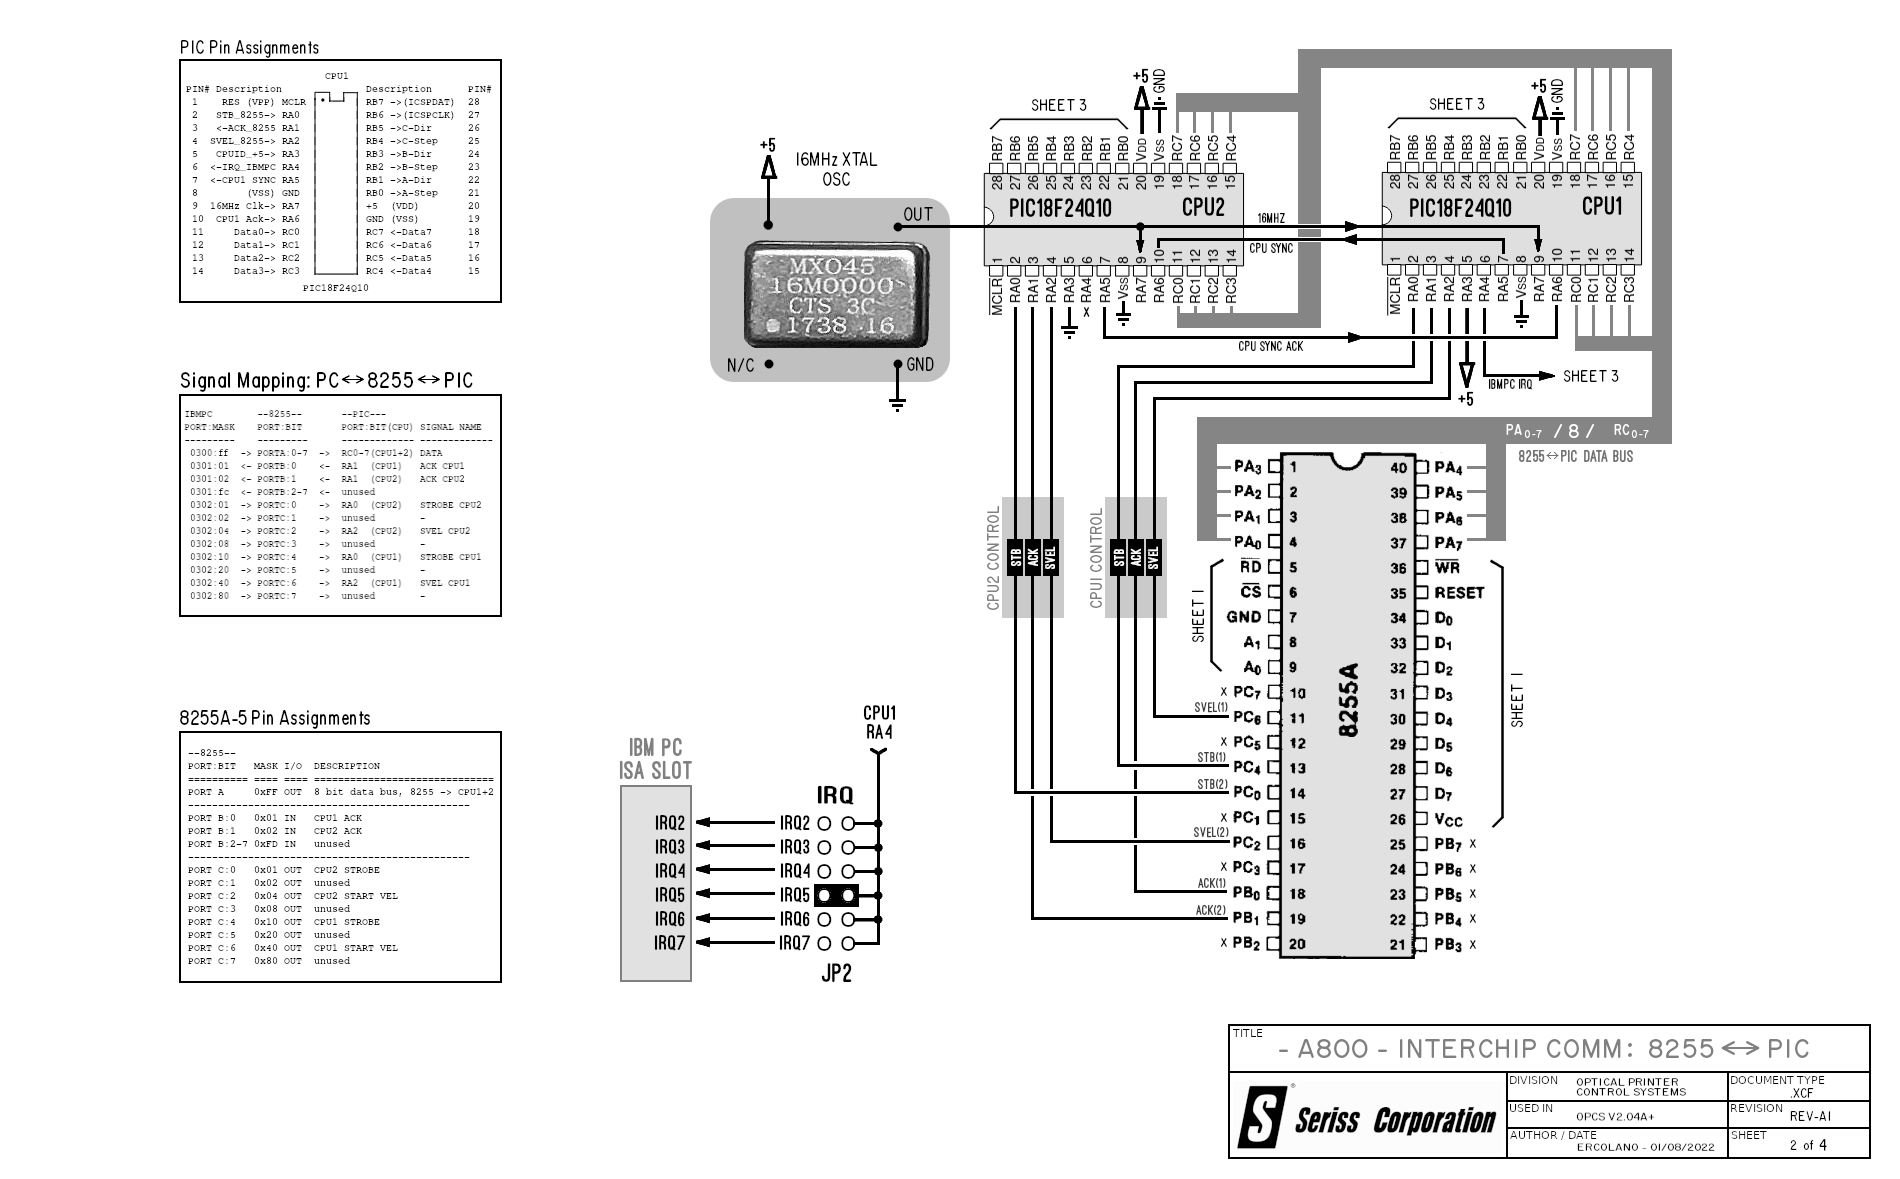 PIC Pin Assignments
CPU1
PIN# Description Description PIN#
1 RES (VPP) MCLR RB7 ->(ICSPDAT) 28
2 STB_8255-> RA0 RB6 ->(ICSPCLK) 27
3 <-ACK_8255 RA1 RB5 ->C-Dir 26
4 SVEL_8255-> RA2 RB4 ->C-Step 25
5 CPUID_+5-> RA3 RB3 ->B-Dir 24
6 <-IRQ_IBMPC RA4 RB2 ->B-Step 23
7 <-CPU1 SYNC RA5 RB1 ->A-Dir 22
8 (VSS) GND RB0 ->A-Step 21
9 16MHz Clk-> RA7 +5 (VDD) 20
10 CPU1 Ack-> RA6 GND (VSS) 19
11 Data0-> RC0 RC7 <-Data7 18
12 Data1-> RC1 RC6 <-Data6 17
13 Data2-> RC2 RC5 <-Data5 16
14 Data3-> RC3 RC4 <-Data4 15
PIC18F24Q10
Signal Mapping: PC<->8255<->PIC
IBMPC --8255-- --PIC---
PORT:MASK PORT:BIT PORT:BIT(CPU) SIGNAL NAME
--------- --------- ------------- -------------
0300:ff -> PORTA:0-7 -> RC0-7(CPU1+2) DATA
0301:01 <- PORTB:0 <- RA1 (CPU1) ACK CPU1
0301:02 <- PORTB:1 <- RA1 (CPU2) ACK CPU2
0301:fc <- PORTB:2-7 <- unused
0302:01 -> PORTC:0 -> RA0 (CPU2) STROBE CPU2
0302:02 -> PORTC:1 -> unused -
0302:04 -> PORTC:2 -> RA2 (CPU2) SVEL CPU2
0302:08 -> PORTC:3 -> unused -
0302:10 -> PORTC:4 -> RA0 (CPU1) STROBE CPU1
0302:20 -> PORTC:5 -> unused -
0302:40 -> PORTC:6 -> RA2 (CPU1) SVEL CPU1
0302:80 -> PORTC:7 -> unused -
8255A-5 Pin Assignments
--8255--
PORT:BIT MASK I/O DESCRIPTION
========== ==== ==== ==============================
PORT A 0xFF OUT 8 bit data bus, 8255 -> CPU1+2
-----------------------------------------------
PORT B:0 0x01 IN CPU1 ACK
PORT B:1 0x02 IN CPU2 ACK
PORT B:2-7 0xFD IN unused
-----------------------------------------------
PORT C:0 0x01 OUT CPU2 STROBE
PORT C:1 0x02 OUT unused
PORT C:2 0x04 OUT CPU2 START VEL
PORT C:3 0x08 OUT unused
PORT C:4 0x10 OUT CPU1 STROBE
PORT C:5 0x20 OUT unused
PORT C:6 0x40 OUT CPU1 START VEL
PORT C:7 0x80 OUT unused
+5
16MHz XTAL
OSC
OUT
MXO45
16M0000
CTS 3C
1738 16
N/C
GND
SHEET 3
+5 GND
RB7 RB6 RB5 RB4 RB3 RB2 RB1 RB0 VDD VSS RC7 RC6 RC5 RC4
28 27 26 25 24 23 22 21 20 19 18 17 16 15
PIC18F24Q10 CPU2
1 2 3 4 5 6 7 8 9 10 11 12 13 14
MCLR RA0 RA1 RA2 RA3 RA4 RA5 VSS RA7 RA6 RC0 RC1 RC2 RC3
X
16MHZ
CPU SYNC
CPU SYNC ACK
SHEET 3
+5 GND
RB7 RB6 RB5 RB4 RB3 RB2 RB1 RB0 VDD VSS RC7 RC6 RC5 RC4
28 27 26 25 24 23 22 21 20 19 18 17 16 15
PIC18F24Q10 CPU1
1 2 3 4 5 6 7 8 9 10 11 12 13 14
MCLR RA0 RA1 RA2 RA3 RA4 RA5 VSS RA7 RA6 RC0 RC1 RC2 RC3
+5
IBMPC IRQ
SHEET 3
PA0-7 /8/ RC0-7
8255<->PIC DATA BUS
CPU2 CONTROL
STB ACK SVEL
CPU1 CONTROL
STB ACK SVEL
PA3 1 40 PA4
PA2 2 39 PA5
PA1 3 38 PA6
PA0 4 37 PA7
RD 5 36 WR
CS 6 35 RESET
GND 7 34 D0
A1 8 33 D1
A0 9 32 D2
X PC7 10 31 D3
SVEL(1) PC6 11 30 D4
X PC5 12 29 D5
STB(1) PC4 13 28 D6
STB(2) PC0 14 27 D7
X PC1 15 26 VCC
SVEL(2) PC2 16 25 PB7 X
X PC3 17 24 PB6 X
ACK(1) PB0 18 23 PB5 X
ACK(2) PB1 19 22 PB4 X
X PB2 20 21 PB3 X
8255A
SHEET 1
SHEET 1
IBM PC
ISA SLOT
CPU1
RA4
IRQ
IRQ2 IRQ2
IRQ3 IRQ3
IRQ4 IRQ4
IRQ5 IRQ5
IRQ6 IRQ6
IRQ7 IRQ7
JP2
TITLE
- A800 - INTERCHIP COMM: 8255<->PIC
S® Seriss Corporation
DIVISION OPTICAL PRINTER
CONTROL SYSTEMS
DOCUMENT TYPE
.XCF
USED IN
OPCS V2.04A+
REVISION REV-A1
AUTHOR / DATE
ERCOLANO - 01/08/2022
SHEET 2 of 4